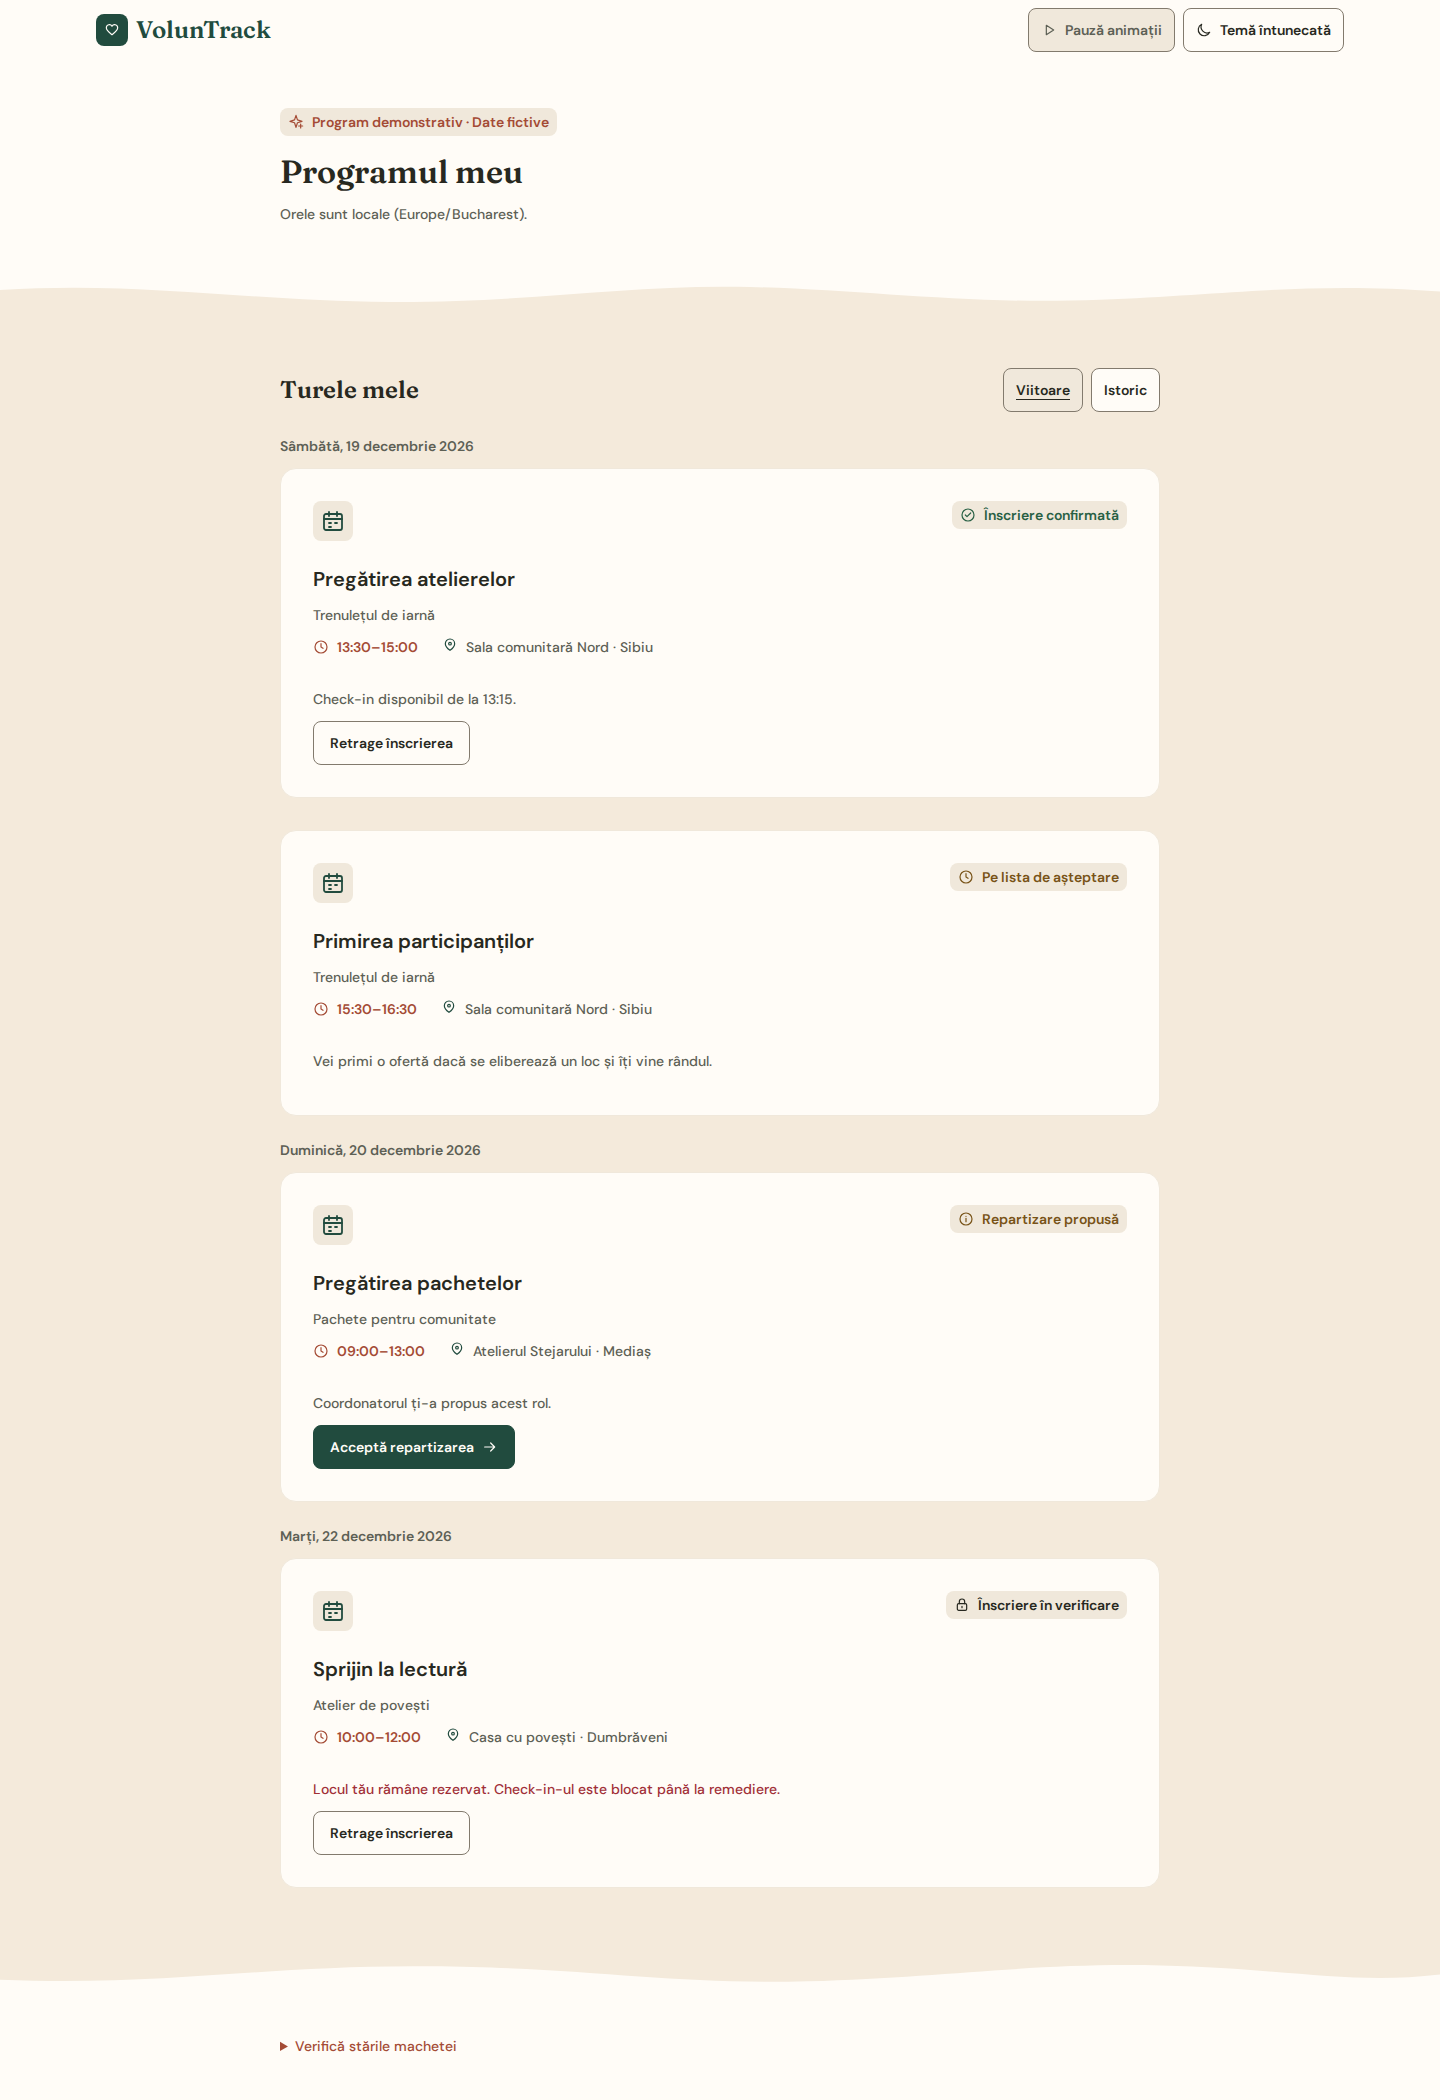 VolunTrack
Pauză animații
Temă întunecată
Program demonstrativ · Date fictive
Programul meu
Orele sunt locale (Europe/Bucharest).
Turele mele
Viitoare
Istoric
Sâmbătă, 19 decembrie 2026
Înscriere confirmată
Pregătirea atelierelor
Trenulețul de iarnă
13:30–15:00
Sala comunitară Nord · Sibiu
Check-in disponibil de la 13:15.
Retrage înscrierea
Pe lista de așteptare
Primirea participanților
Trenulețul de iarnă
15:30–16:30
Sala comunitară Nord · Sibiu
Vei primi o ofertă dacă se eliberează un loc și îți vine rândul.
Duminică, 20 decembrie 2026
Repartizare propusă
Pregătirea pachetelor
Pachete pentru comunitate
09:00–13:00
Atelierul Stejarului · Mediaș
Coordonatorul ți-a propus acest rol.
Acceptă repartizarea
Marți, 22 decembrie 2026
Înscriere în verificare
Sprijin la lectură
Atelier de povești
10:00–12:00
Casa cu povești · Dumbrăveni
Locul tău rămâne rezervat. Check-in-ul este blocat până la remediere.
Retrage înscrierea
Verifică stările machetei